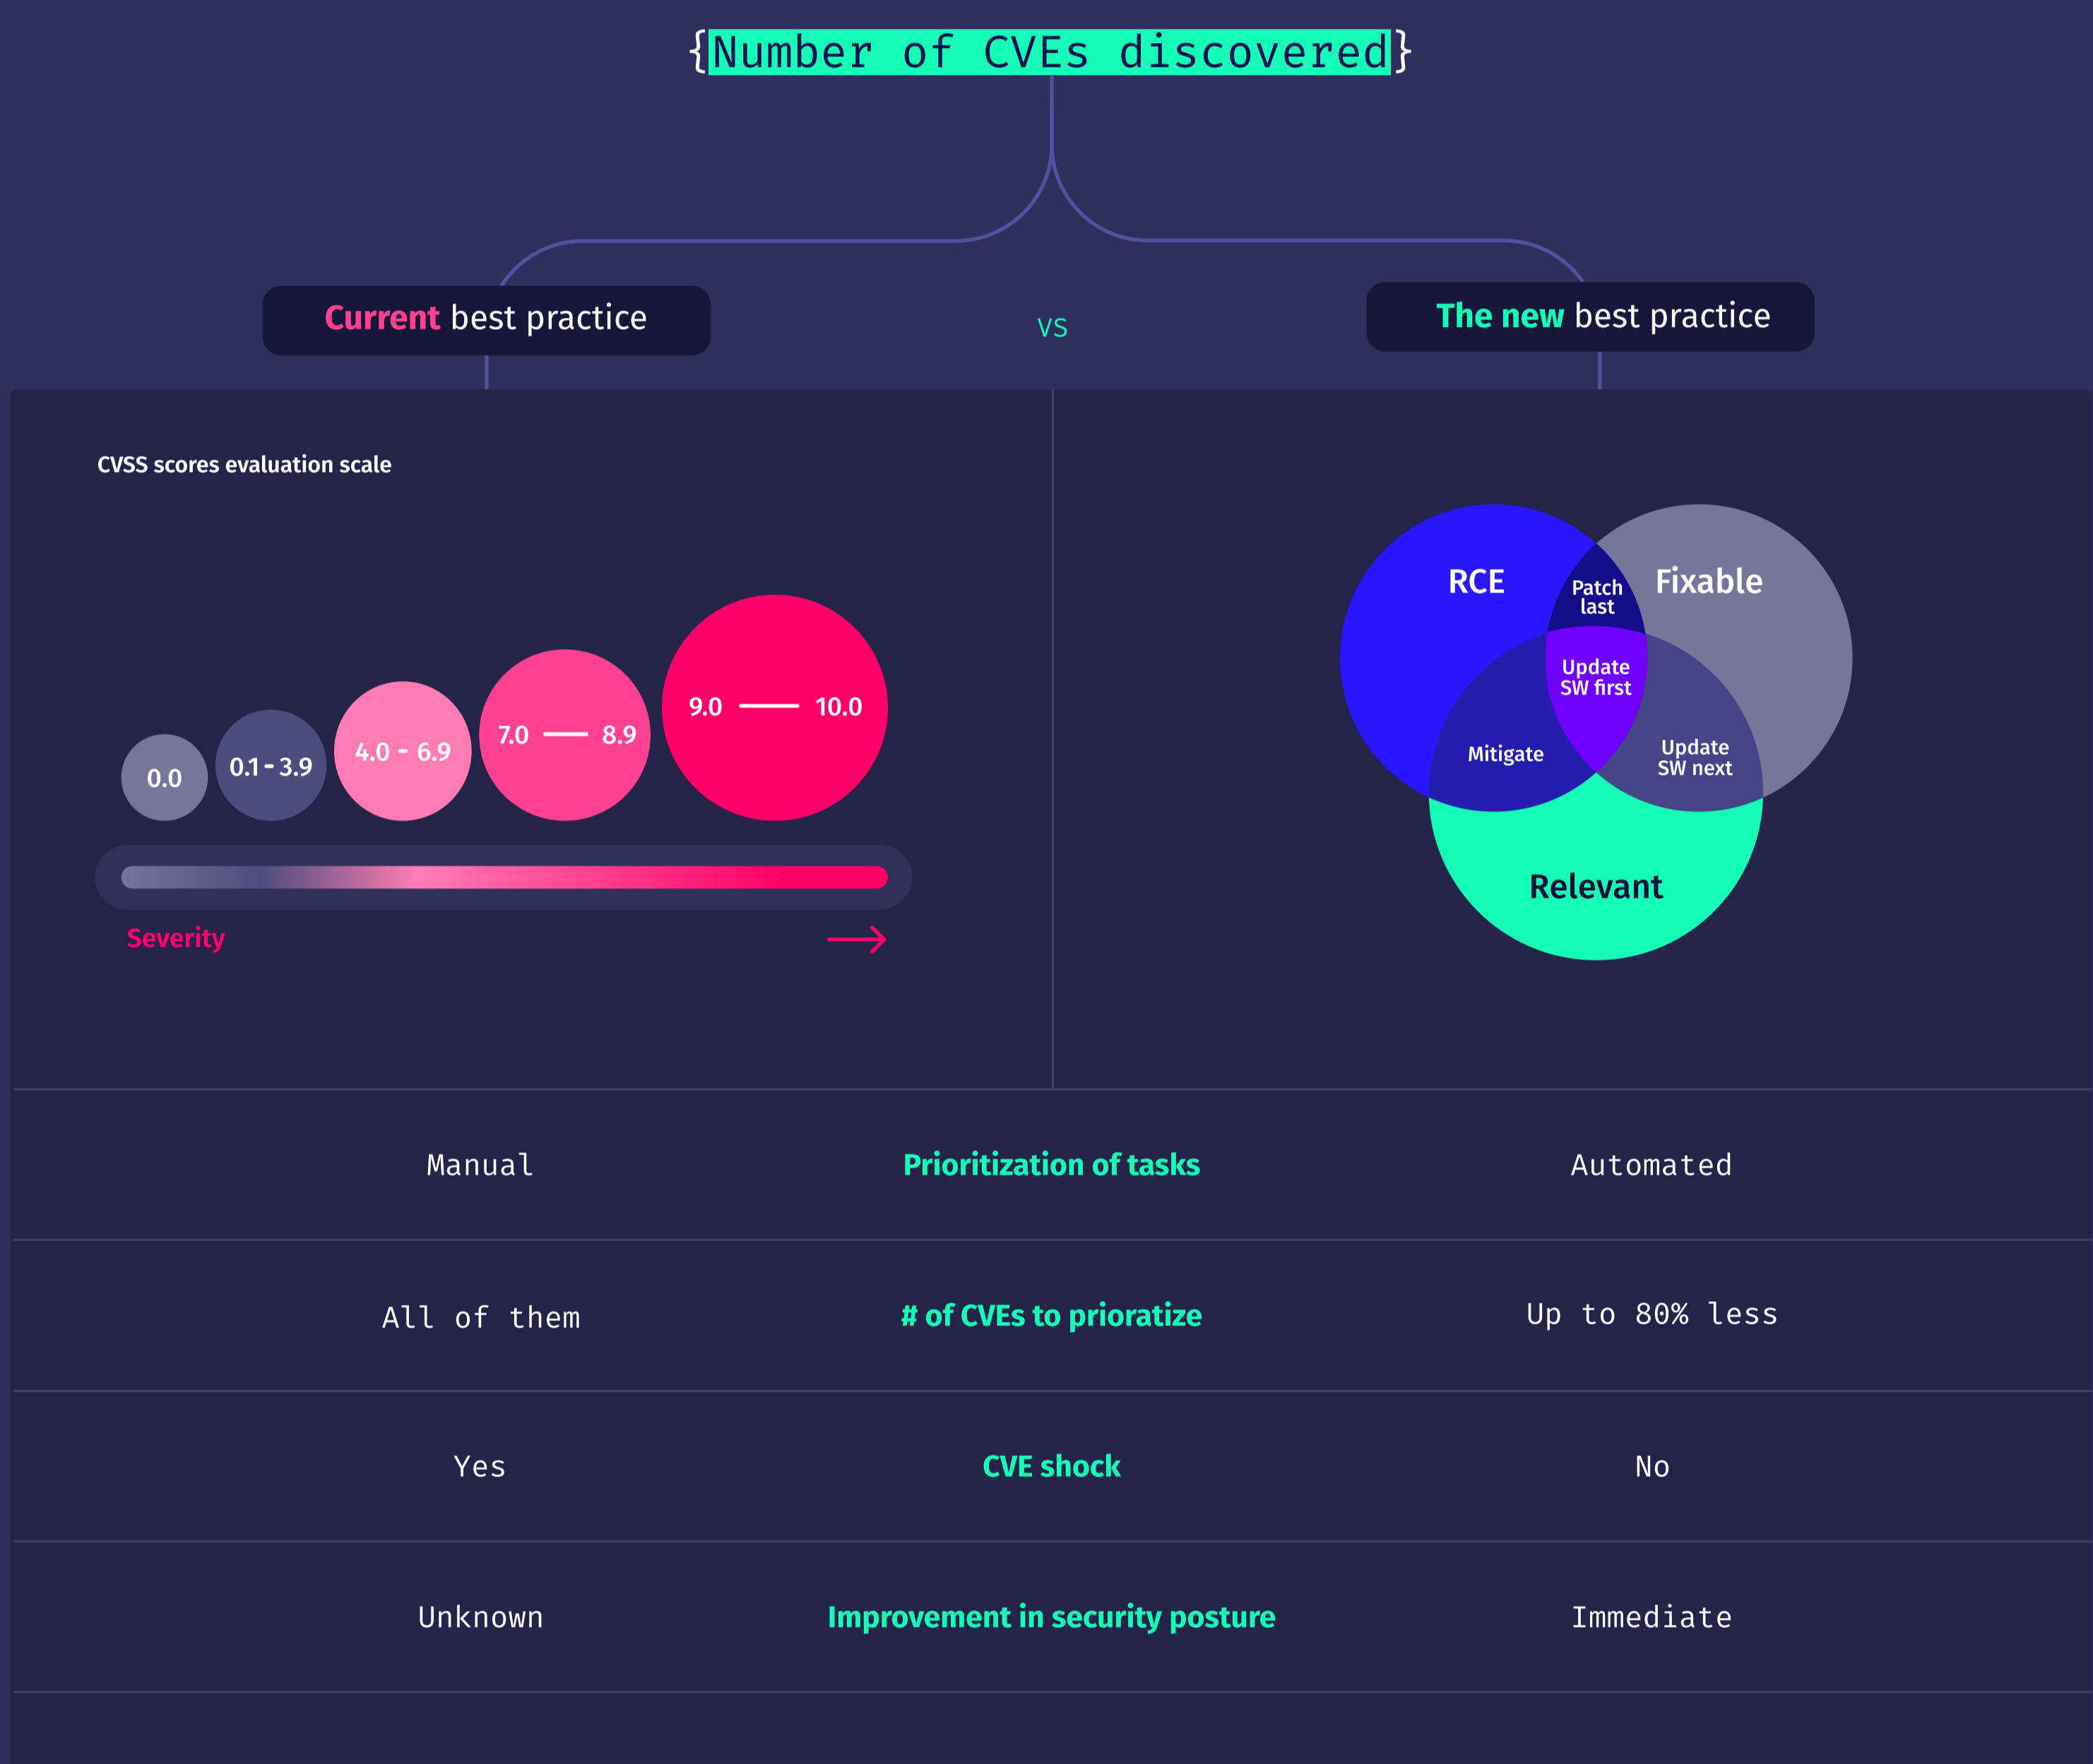 {Number of CVEs discovered}
Current best practice
VS
The new best practice
CVSS scores evaluation scale
0.0
0.1 - 3.9
4.0 - 6.9
7.0 — 8.9
9.0 — 10.0
Severity
RCE
Fixable
Patch
last
Update
SW first
Mitigate
Update
SW next
Relevant
Manual
Prioritization of tasks
Automated
All of them
# of CVEs to prioratize
Up to 80% less
Yes
CVE shock
No
Unknown
Improvement in security posture
Immediate